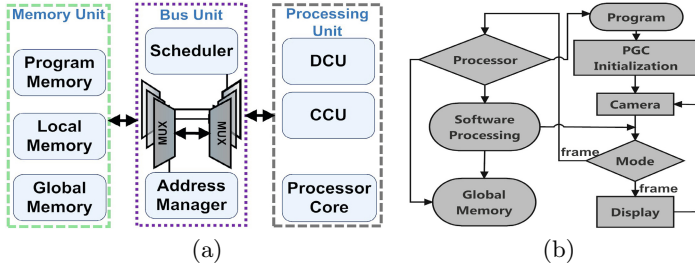 Memory Unit
Program
Memory
Local
Memory
Global
Memory
Bus Unit
Scheduler
MUX
MUX
Address
Manager
Processing
Unit
DCU
CCU
Processor
Core
(a)
Program
PGC
Initialization
Processor
Camera
Software
Processing
frame
Mode
frame
Global
Memory
Display
(b)